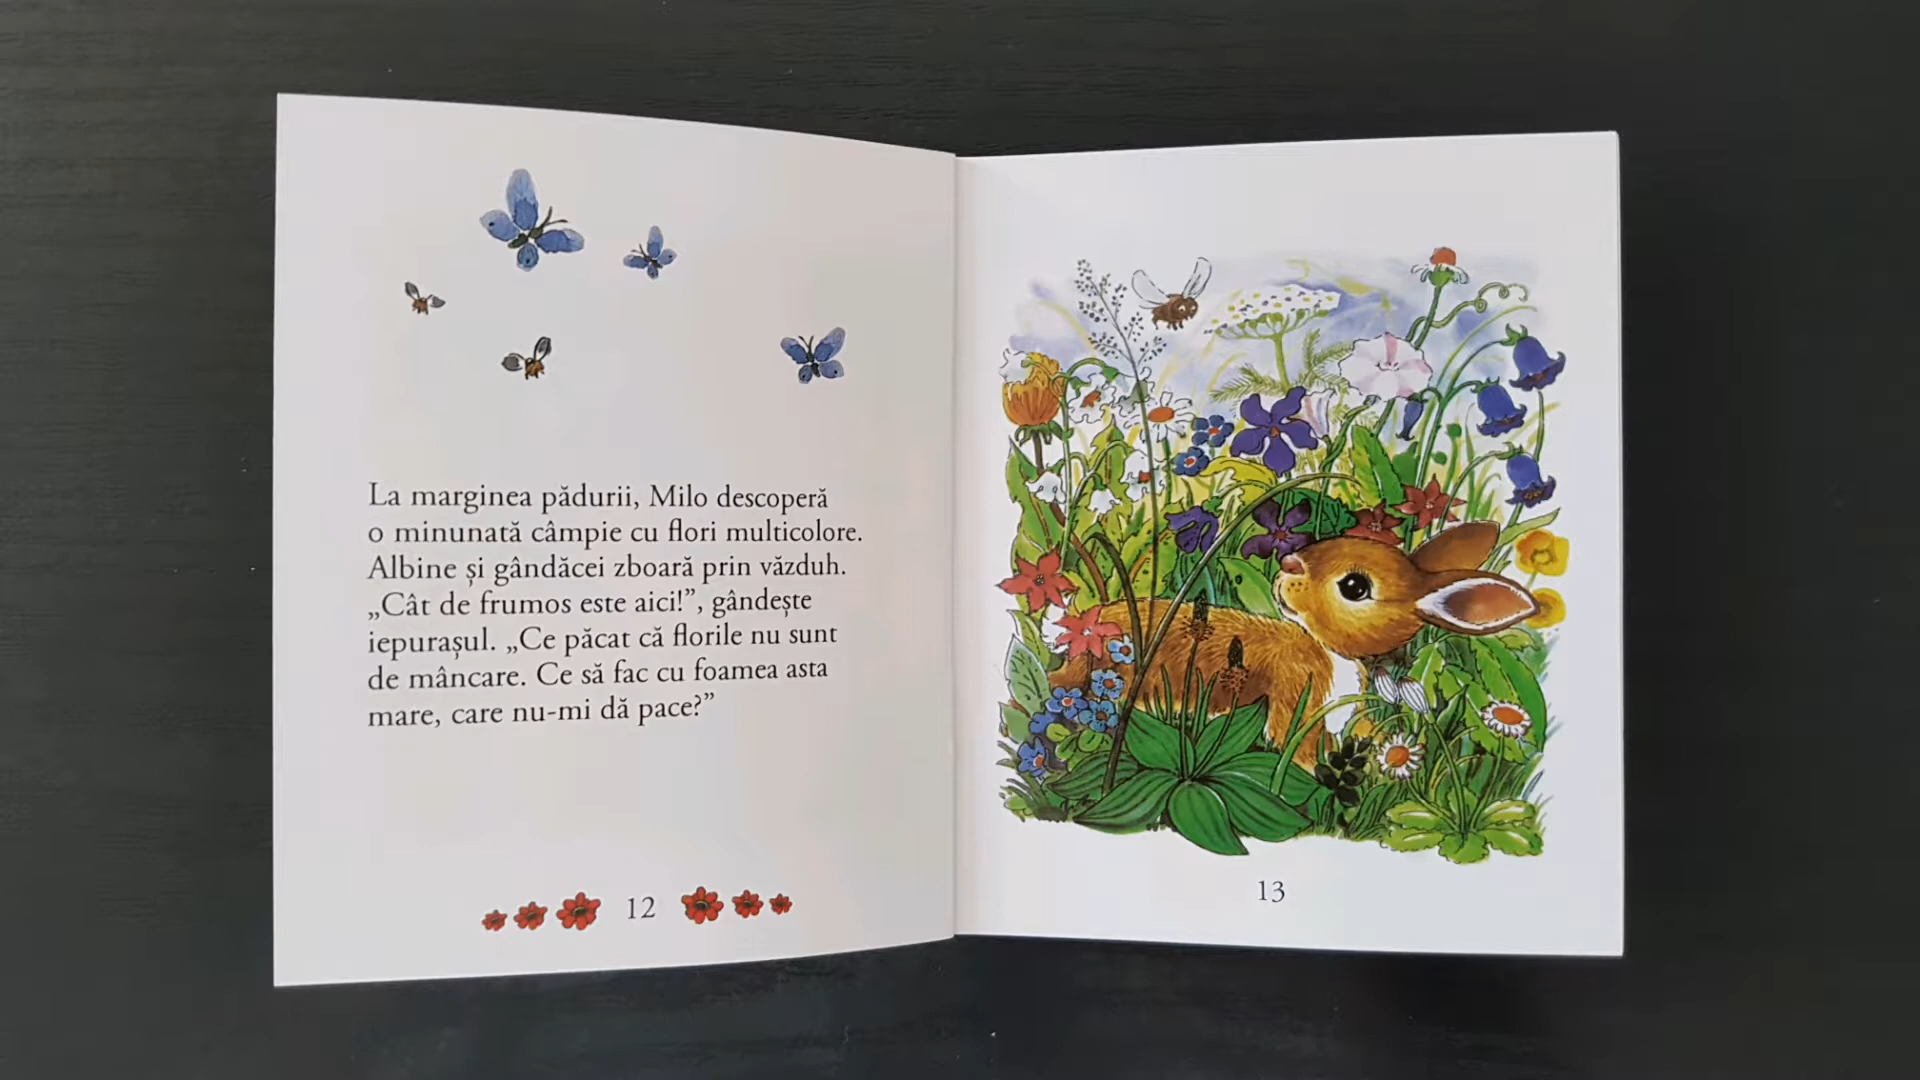 La marginea pădurii, Milo descoperă
o minunată câmpie cu flori multicolore.
Albine și gândăcei zboară prin văzduh.
„Cât de frumos este aici!”, gândește
iepurașul. „Ce păcat că florile nu sunt
de mâncare. Ce să fac cu foamea asta
mare, care nu-mi dă pace?”
12
13